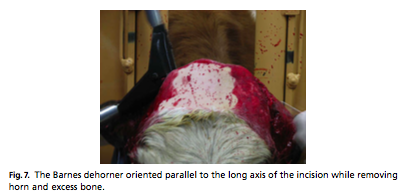 Fig. 7. The Barnes dehorner oriented parallel to the long axis of the incision while removing
horn and excess bone.